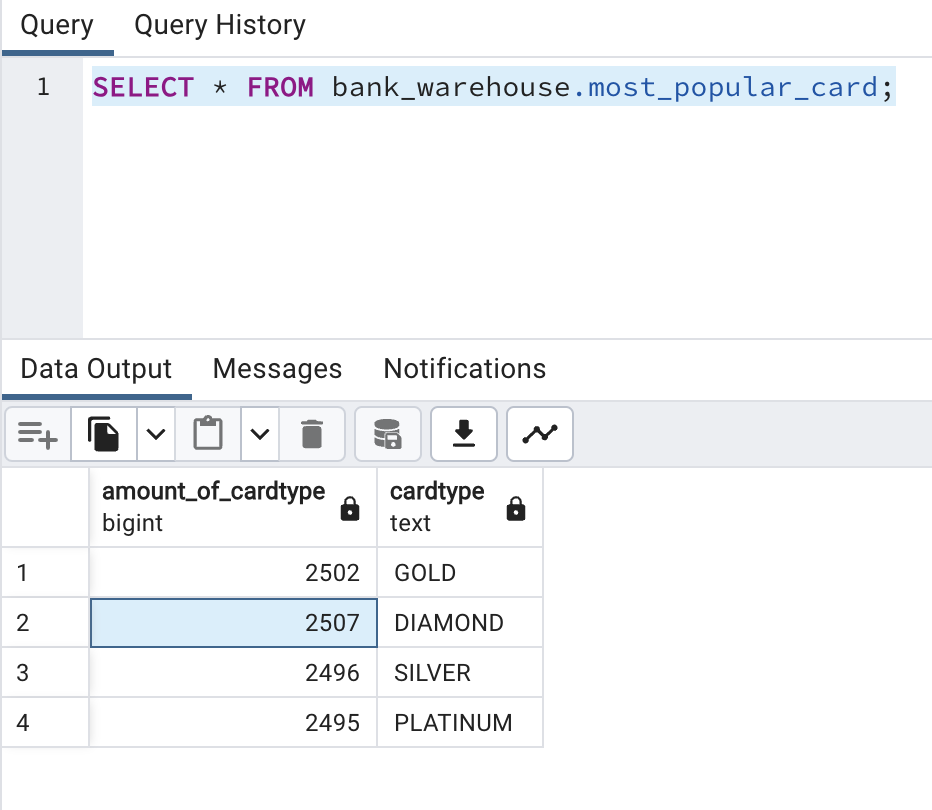 Query Query History
1 SELECT * FROM bank_warehouse.most_popular_card;
Data Output Messages Notifications
amount_of_cardtype cardtype
bigint text
1 2502 GOLD
2 2507 DIAMOND
3 2496 SILVER
4 2495 PLATINUM